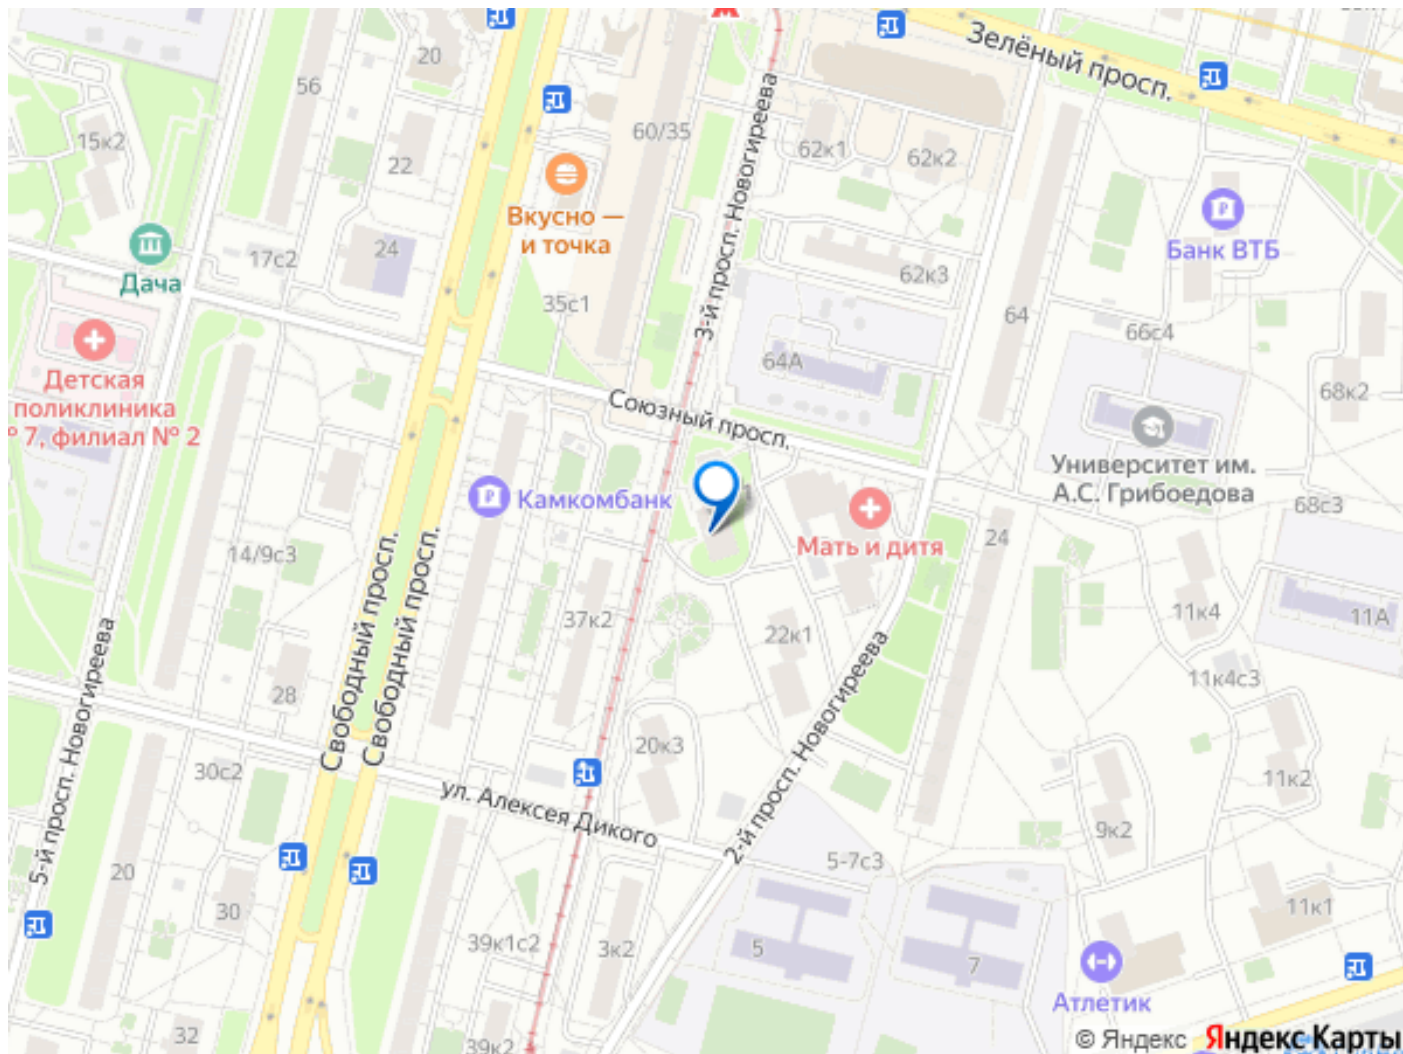 Зелёный просп.
20
56
15к2
22
60/35
62к1
62к2
3-й просп. Новогиреева
Вкусно —
и точка
Банк ВТБ
17с2
24
62к3
Дача
35с1
64
66с4
64А
Детская
поликлиника
7, филиал № 2
68к2
Союзный просп.
Университет им.
А.С. Грибоедова
Камкомбанк
68с3
Мать и дитя
24
14/9с3
Свободный просп.
Свободный просп.
37к2
22к1
11к4
11А
5-й просп. Новогиреева
28
11к4с3
20к3
2-й просп. Новогиреева
30с2
11к2
ул. Алексея Дикого
9к2
5-7с3
20
30
11к1
39к1с2
3к2
5
7
Атлетик
32
39к2
© Яндекс Яндекс Карты